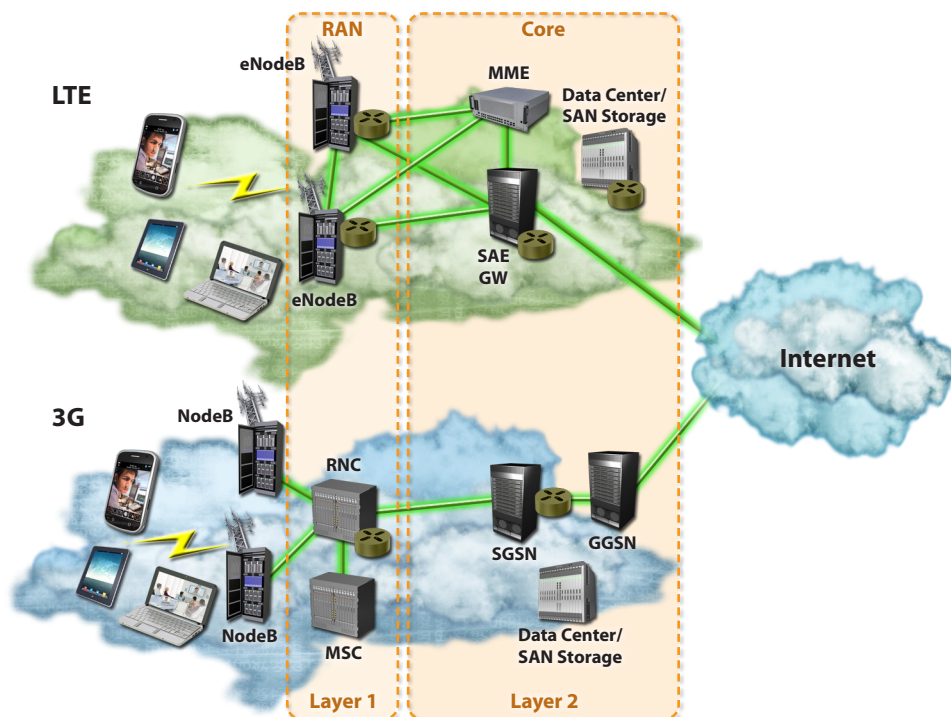 RAN
Core
eNodeB
MME
LTE
Data Center/
SAN Storage
SAE
GW
eNodeB
Internet
3G
NodeB
RNC
SGSN
GGSN
NodeB
MSC
Data Center/
SAN Storage
Layer 1
Layer 2